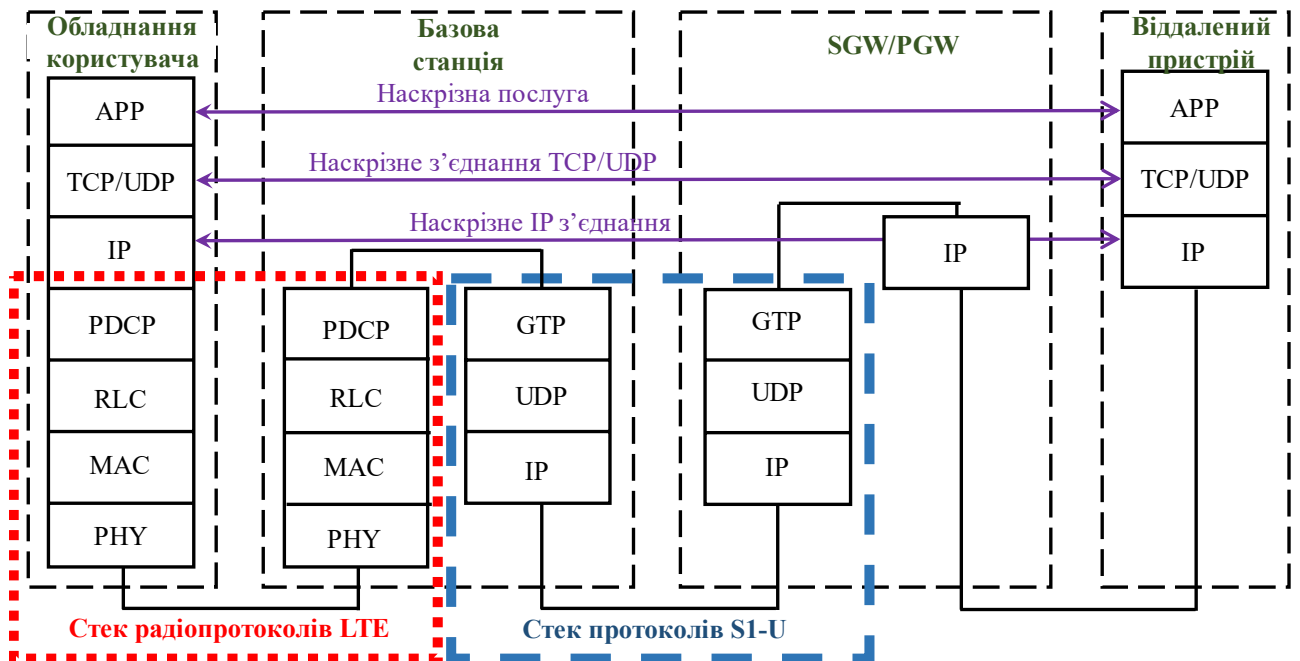 Обладнання
користувача
Базова
станція
SGW/PGW
Віддалений
пристрій
Наскрізна послуга
APP
APP
Наскрізне з’єднання TCP/UDP
TCP/UDP
TCP/UDP
Наскрізне IP з’єднання
IP
IP
IP
PDCP
PDCP
GTP
GTP
RLC
RLC
UDP
UDP
MAC
MAC
IP
IP
PHY
PHY
Стек радіопротоколів LTE
Стек протоколів S1-U